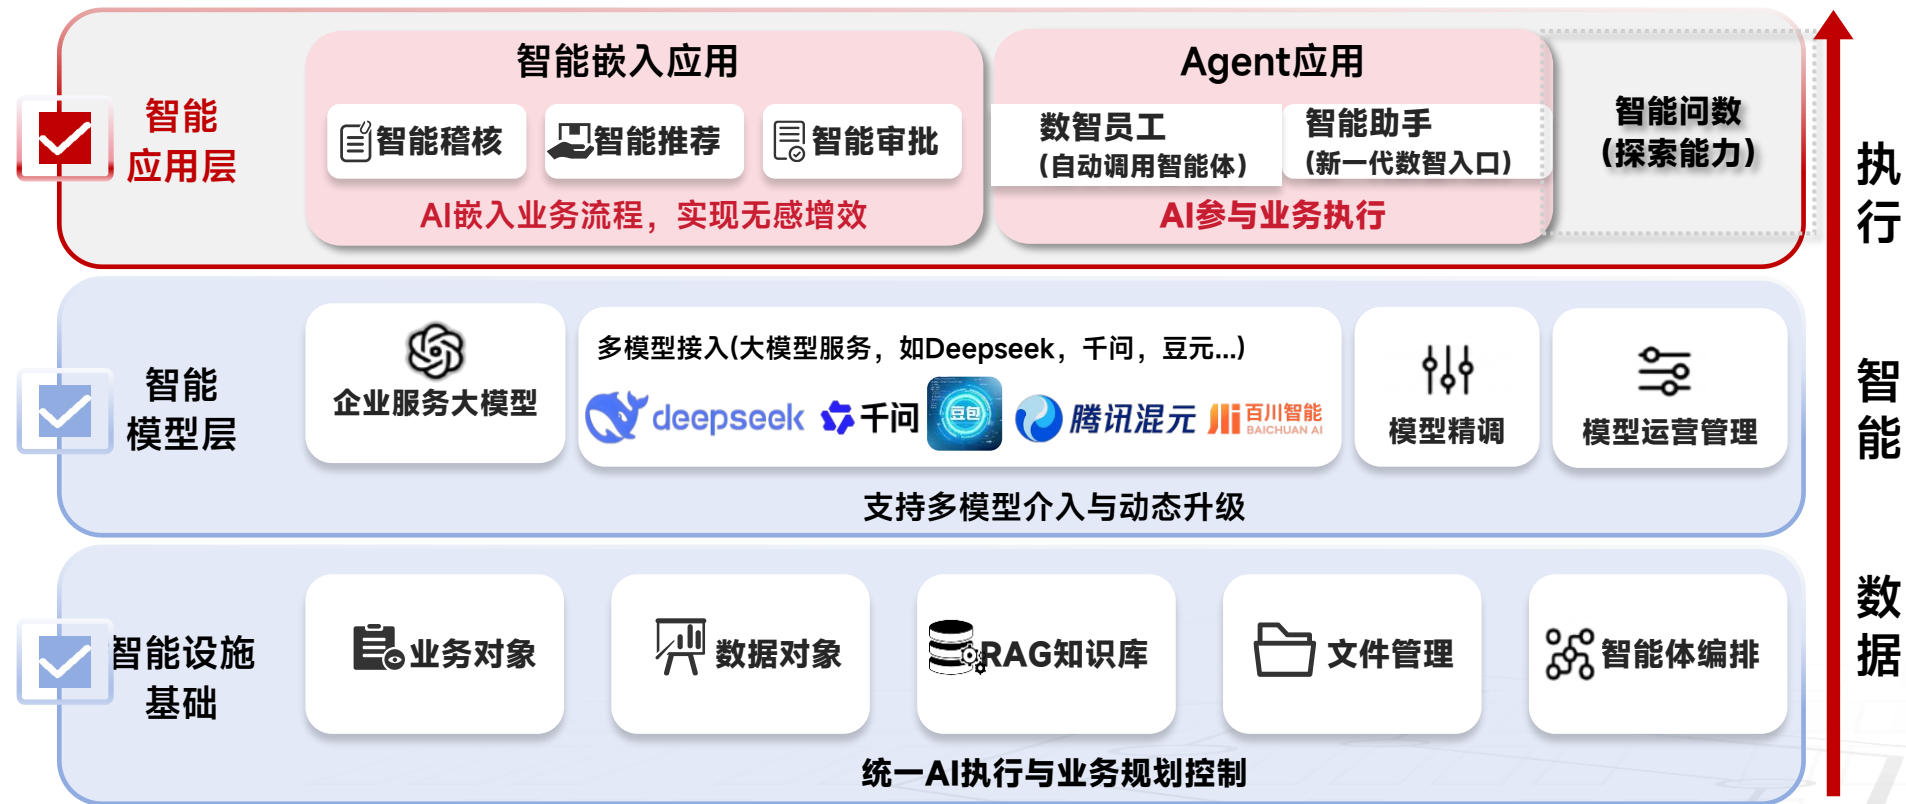 智能嵌入应用
Agent应用
智能
应用层
智能稽核
智能推荐
智能审批
数智员工
(自动调用智能体)
智能助手
(新一代数智入口)
智能问数
(探索能力)
AI嵌入业务流程，实现无感增效
AI参与业务执行
执
行
智能
模型层
企业服务大模型
多模型接入(大模型服务，如Deepseek，千问，豆元...)
deepseek
千问
豆包
腾讯混元
百川智能
BAICHUAN AI
模型精调
模型运营管理
支持多模型介入与动态升级
智
能
智能设施
基础
业务对象
数据对象
RAG知识库
文件管理
智能体编排
统一AI执行与业务规划控制
数
据